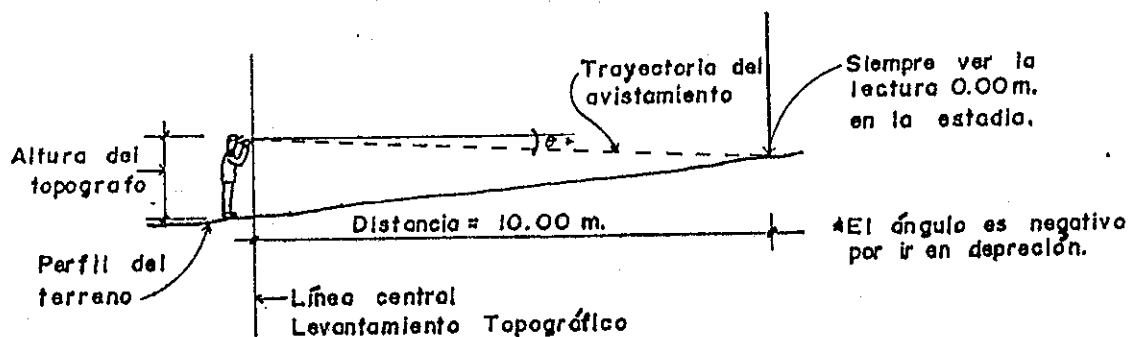 Trayectoria del
avistamiento
Siempre ver la
lectura 0.00 m.
en la estadia.
Altura del
topografo
θ *
Distancia = 10.00 m.
*El ángulo es negativo
por ir en depreción.
Perfil del
terreno
Línea central
Levantamiento Topográfico